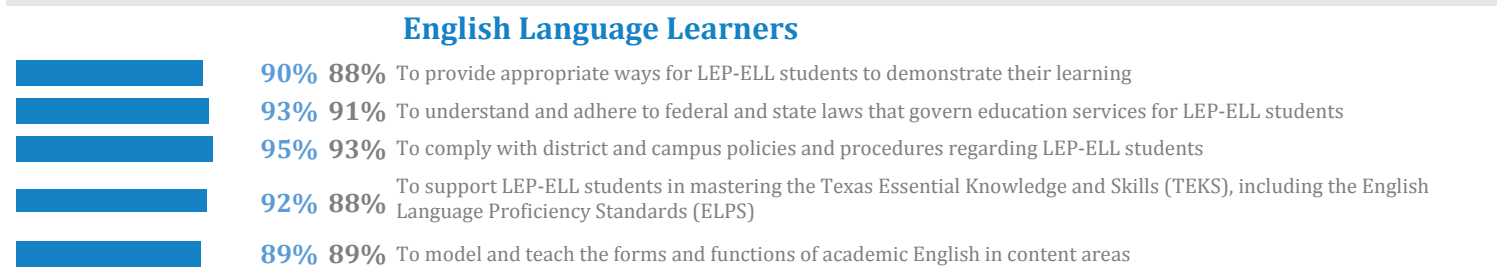 English Language Learners
90% 88% To provide appropriate ways for LEP-ELL students to demonstrate their learning
93% 91% To understand and adhere to federal and state laws that govern education services for LEP-ELL students
95% 93% To comply with district and campus policies and procedures regarding LEP-ELL students
92% 88% To support LEP-ELL students in mastering the Texas Essential Knowledge and Skills (TEKS), including the English
Language Proficiency Standards (ELPS)
89% 89% To model and teach the forms and functions of academic English in content areas